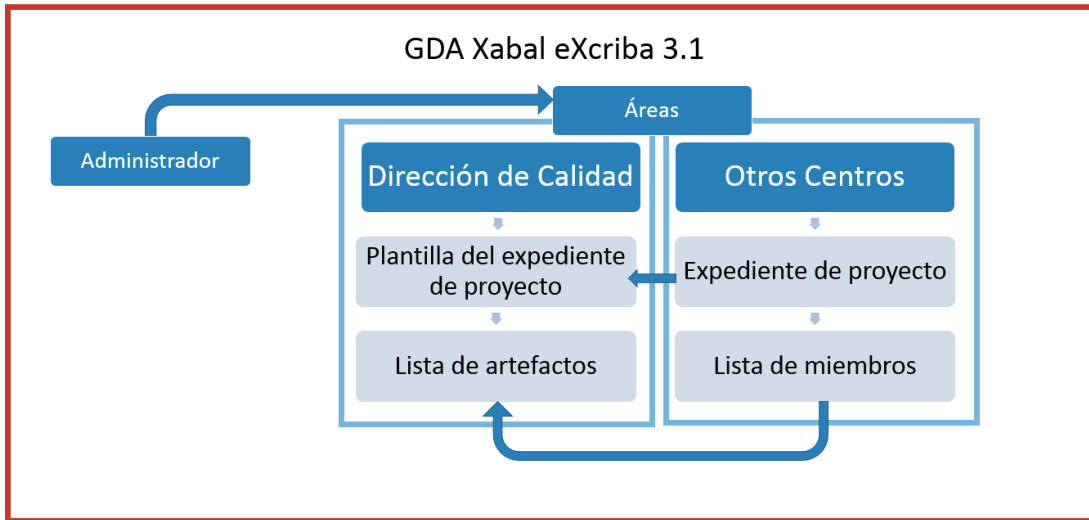 GDA Xabal eXcriba 3.1
Áreas
Administrador
Dirección de Calidad
Otros Centros
Plantilla del expediente
de proyecto
Expediente de proyecto
Lista de artefactos
Lista de miembros